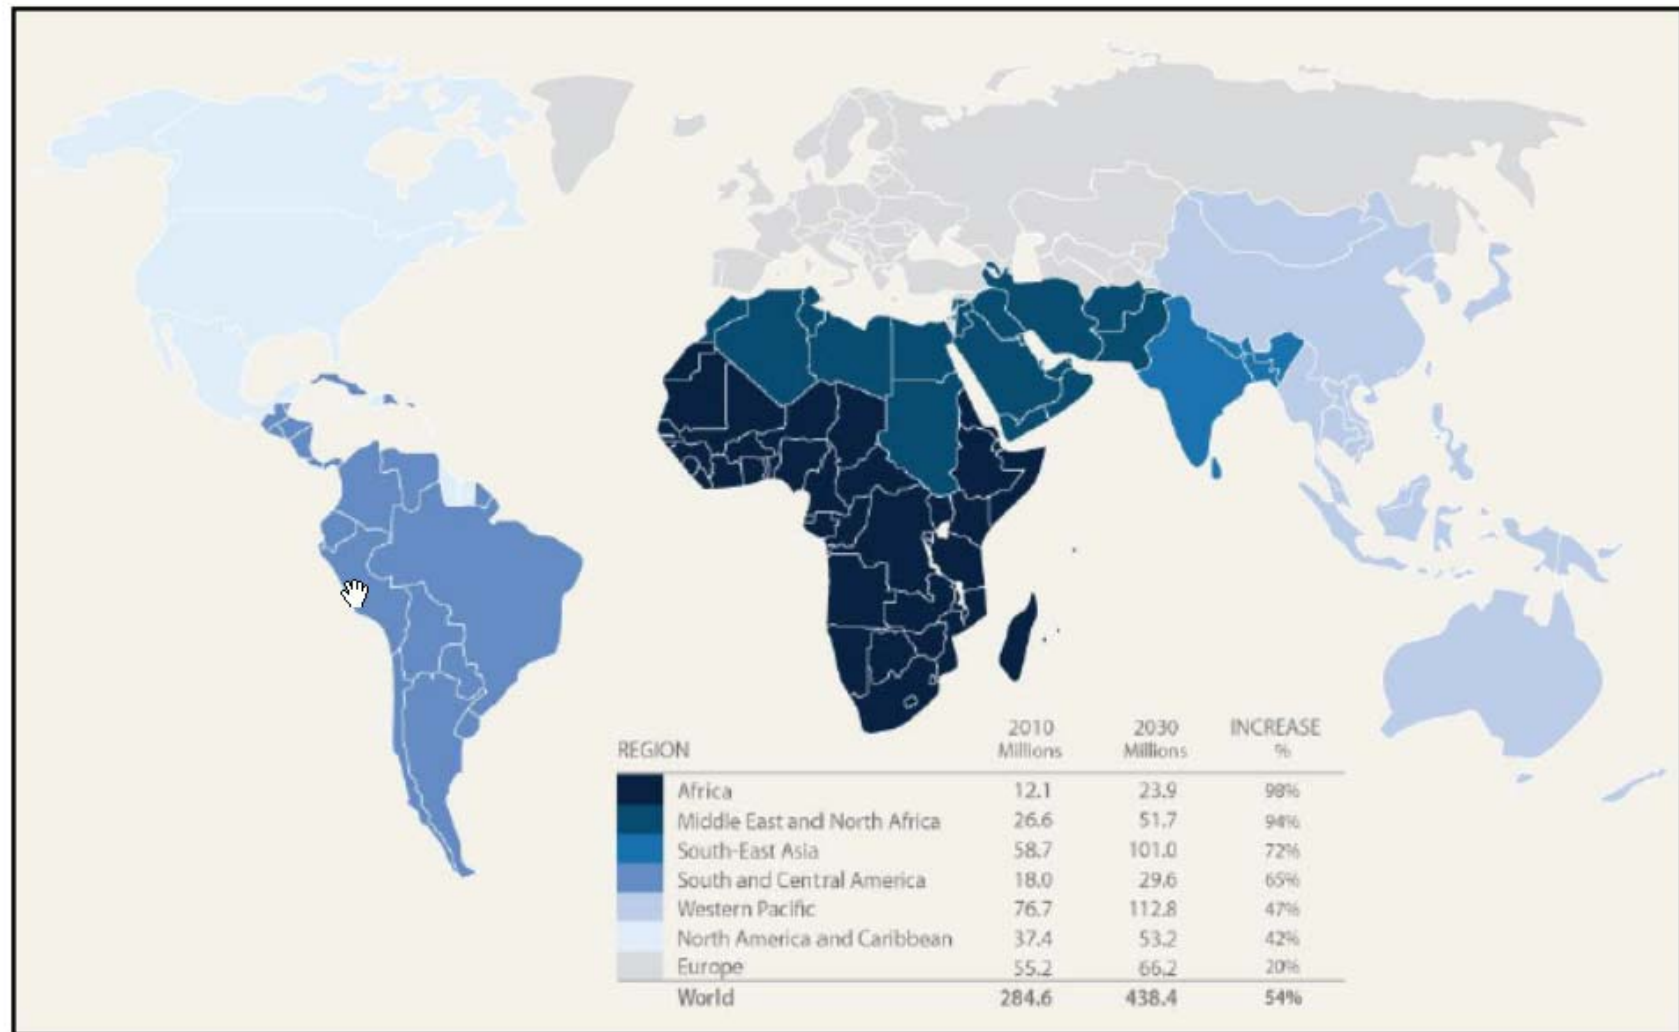 2010 2030 INCREASE
REGION Millions Millions %
Africa 12.1 23.9 98%
Middle East and North Africa 26.6 51.7 94%
South-East Asia 58.7 101.0 72%
South and Central America 18.0 29.6 65%
Western Pacific 76.7 112.8 47%
North America and Caribbean 37.4 53.2 42%
Europe 55.2 66.2 20%
World 284.6 438.4 54%